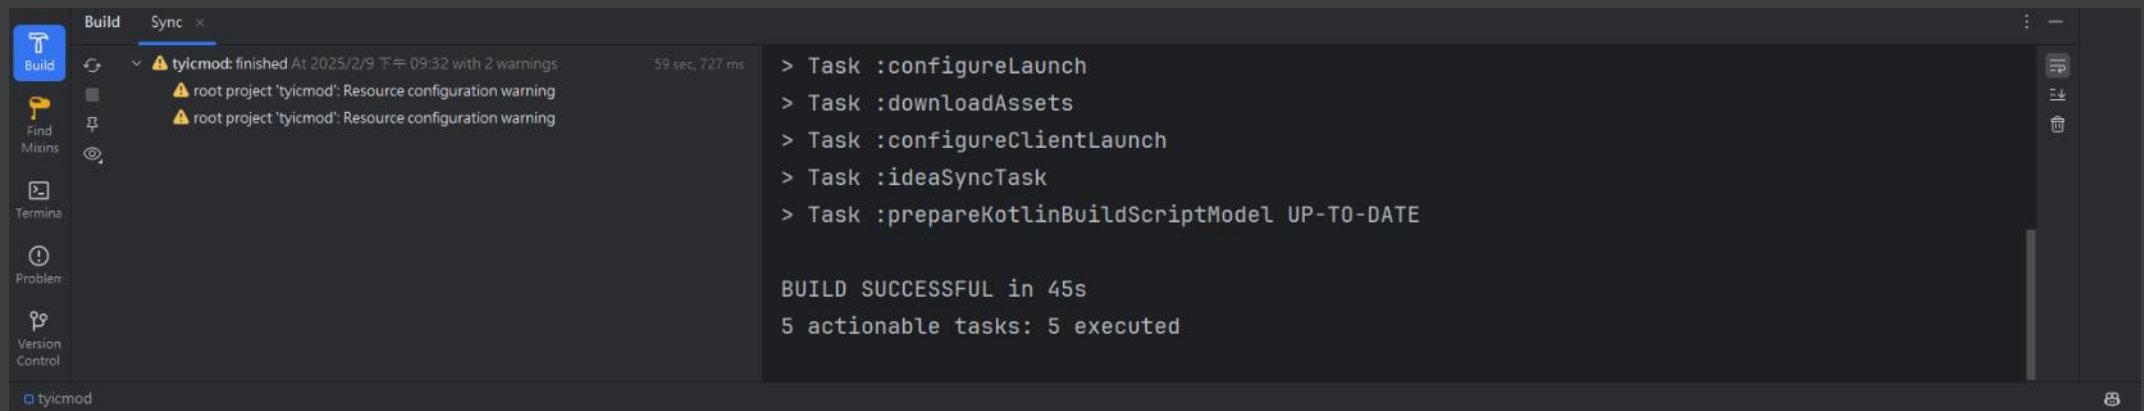 Build Sync ×
Build
Find
Mixins
Termina
Problem
Version
Control
tyicmod: finished At 2025/2/9 下午 09:32 with 2 warnings 59 sec, 727 ms
root project 'tyicmod': Resource configuration warning
root project 'tyicmod': Resource configuration warning
> Task :configureLaunch
> Task :downloadAssets
> Task :configureClientLaunch
> Task :ideaSyncTask
> Task :prepareKotlinBuildScriptModel UP-TO-DATE
BUILD SUCCESSFUL in 45s
5 actionable tasks: 5 executed
tyicmod